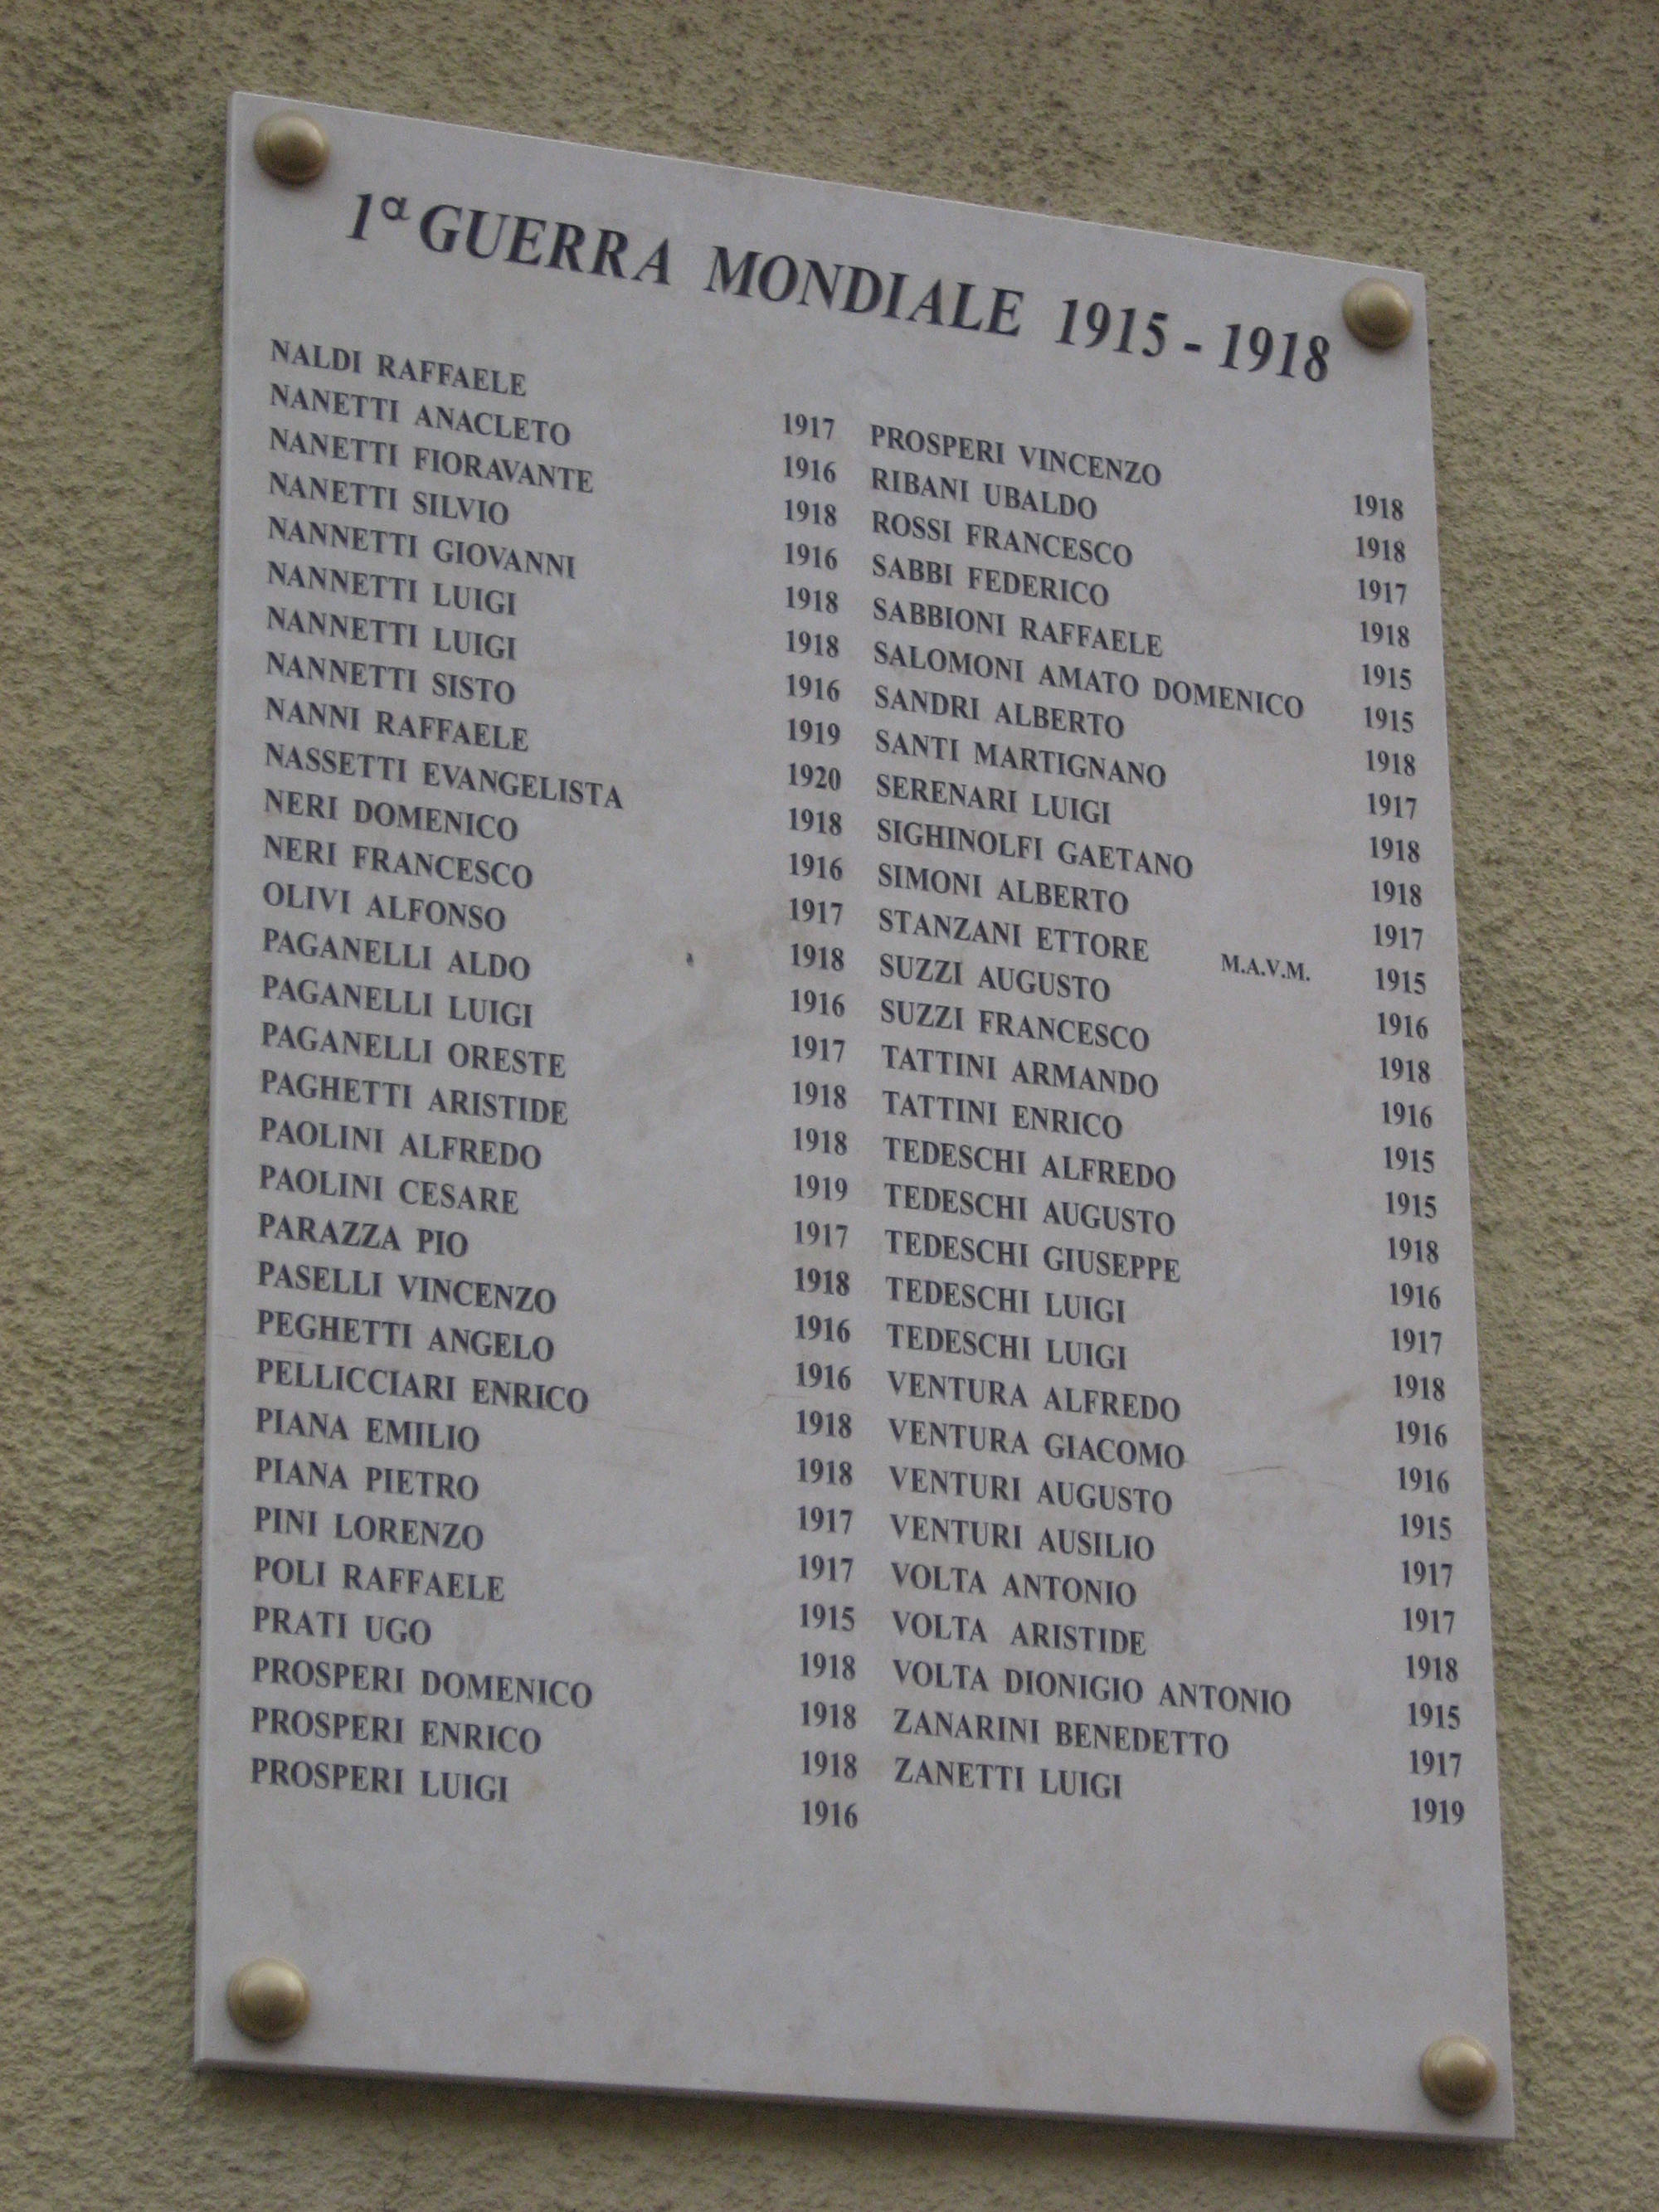 1ª GUERRA MONDIALE 1915 - 1918
NALDI RAFFAELE 1917
NANETTI ANACLETO 1916
NANETTI FIORAVANTE 1918
NANETTI SILVIO 1916
NANNETTI GIOVANNI 1918
NANNETTI LUIGI 1918
NANNETTI LUIGI 1916
NANNETTI SISTO 1919
NANNI RAFFAELE 1920
NASSETTI EVANGELISTA 1918
NERI DOMENICO 1916
NERI FRANCESCO 1917
OLIVI ALFONSO 1918
PAGANELLI ALDO 1916
PAGANELLI LUIGI 1917
PAGANELLI ORESTE 1918
PAGHETTI ARISTIDE 1918
PAOLINI ALFREDO 1919
PAOLINI CESARE 1917
PARAZZA PIO 1918
PASELLI VINCENZO 1916
PEGHETTI ANGELO 1916
PELLICCIARI ENRICO 1918
PIANA EMILIO 1918
PIANA PIETRO 1917
PINI LORENZO 1917
POLI RAFFAELE 1915
PRATI UGO 1918
PROSPERI DOMENICO 1918
PROSPERI ENRICO 1918
PROSPERI LUIGI 1916
PROSPERI VINCENZO 1918
RIBANI UBALDO 1918
ROSSI FRANCESCO 1917
SABBI FEDERICO 1918
SABBIONI RAFFAELE 1915
SALOMONI AMATO DOMENICO 1915
SANDRI ALBERTO 1918
SANTI MARTIGNANO 1917
SERENARI LUIGI 1918
SIGHINOLFI GAETANO 1918
SIMONI ALBERTO 1917
STANZANI ETTORE M.A.V.M. 1915
SUZZI AUGUSTO 1916
SUZZI FRANCESCO 1918
TATTINI ARMANDO 1916
TATTINI ENRICO 1915
TEDESCHI ALFREDO 1915
TEDESCHI AUGUSTO 1918
TEDESCHI GIUSEPPE 1916
TEDESCHI LUIGI 1917
TEDESCHI LUIGI 1918
VENTURA ALFREDO 1916
VENTURA GIACOMO 1916
VENTURI AUGUSTO 1915
VENTURI AUSILIO 1917
VOLTA ANTONIO 1917
VOLTA ARISTIDE 1918
VOLTA DIONIGIO ANTONIO 1915
ZANARINI BENEDETTO 1917
ZANETTI LUIGI 1919